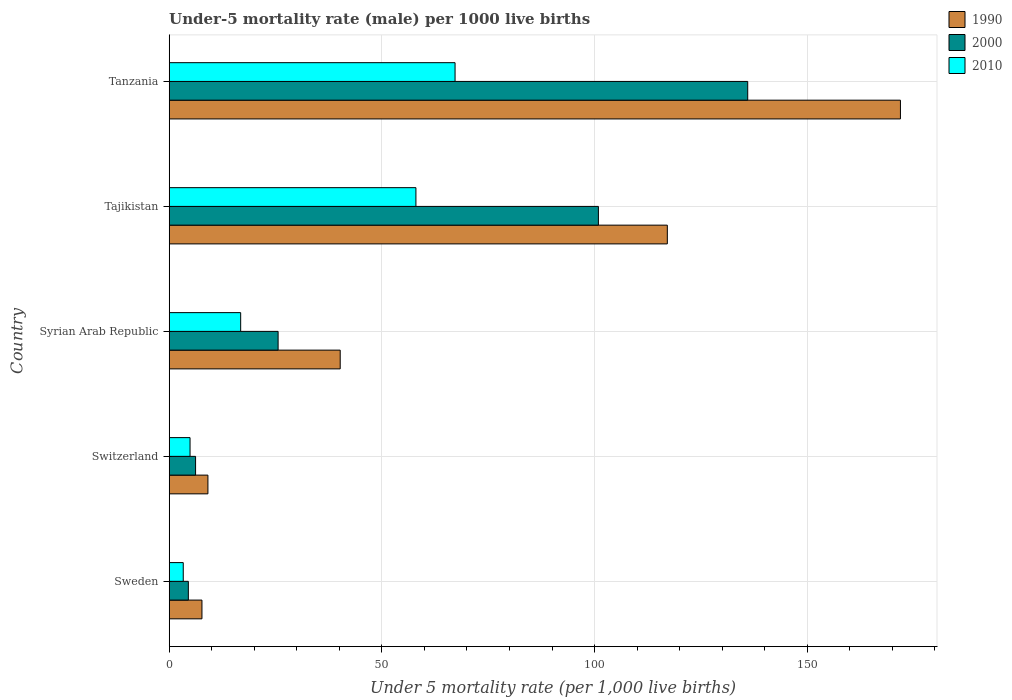 Under-5 mortality rate (male) per 1000 live births
1990
2000
2010
Country
Tanzania
Tajikistan
Syrian Arab Republic
Switzerland
Sweden
0
50
100
150
Under 5 mortality rate (per 1,000 live births)